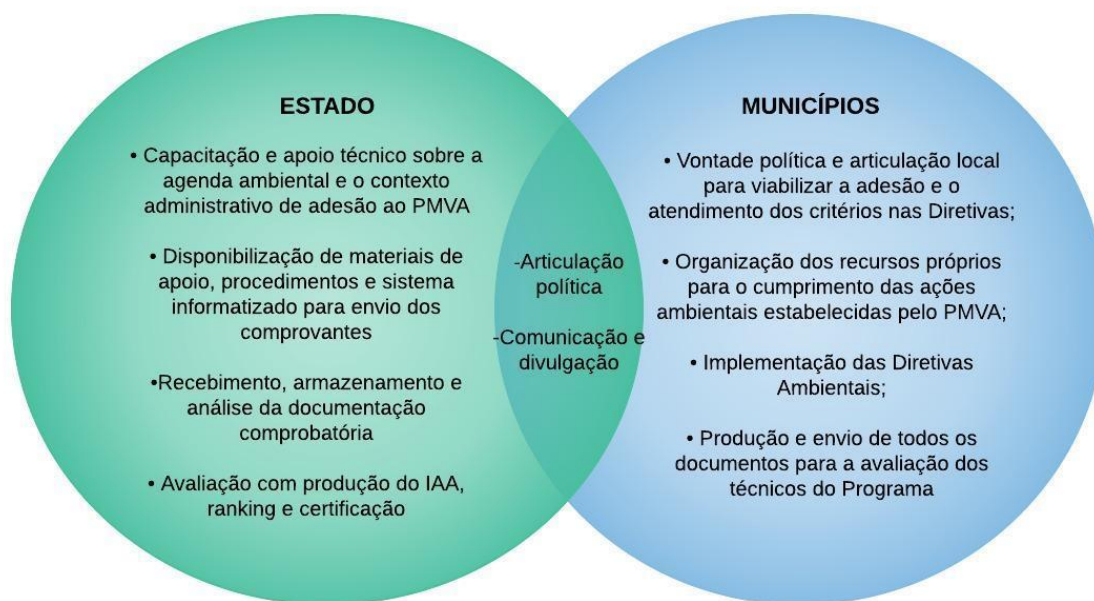 ESTADO
• Capacitação e apoio técnico sobre a
agenda ambiental e o contexto
administrativo de adesão ao PMVA
• Disponibilização de materiais de
apoio, procedimentos e sistema
informatizado para envio dos
comprovantes
•Recebimento, armazenamento e
análise da documentação
comprobatória
• Avaliação com produção do IAA,
ranking e certificação
-Articulação
política
-Comunicação e
divulgação
MUNICÍPIOS
• Vontade política e articulação local
para viabilizar a adesão e o
atendimento dos critérios nas Diretivas;
• Organização dos recursos próprios
para o cumprimento das ações
ambientais estabelecidas pelo PMVA;
• Implementação das Diretivas
Ambientais;
• Produção e envio de todos os
documentos para a avaliação dos
técnicos do Programa